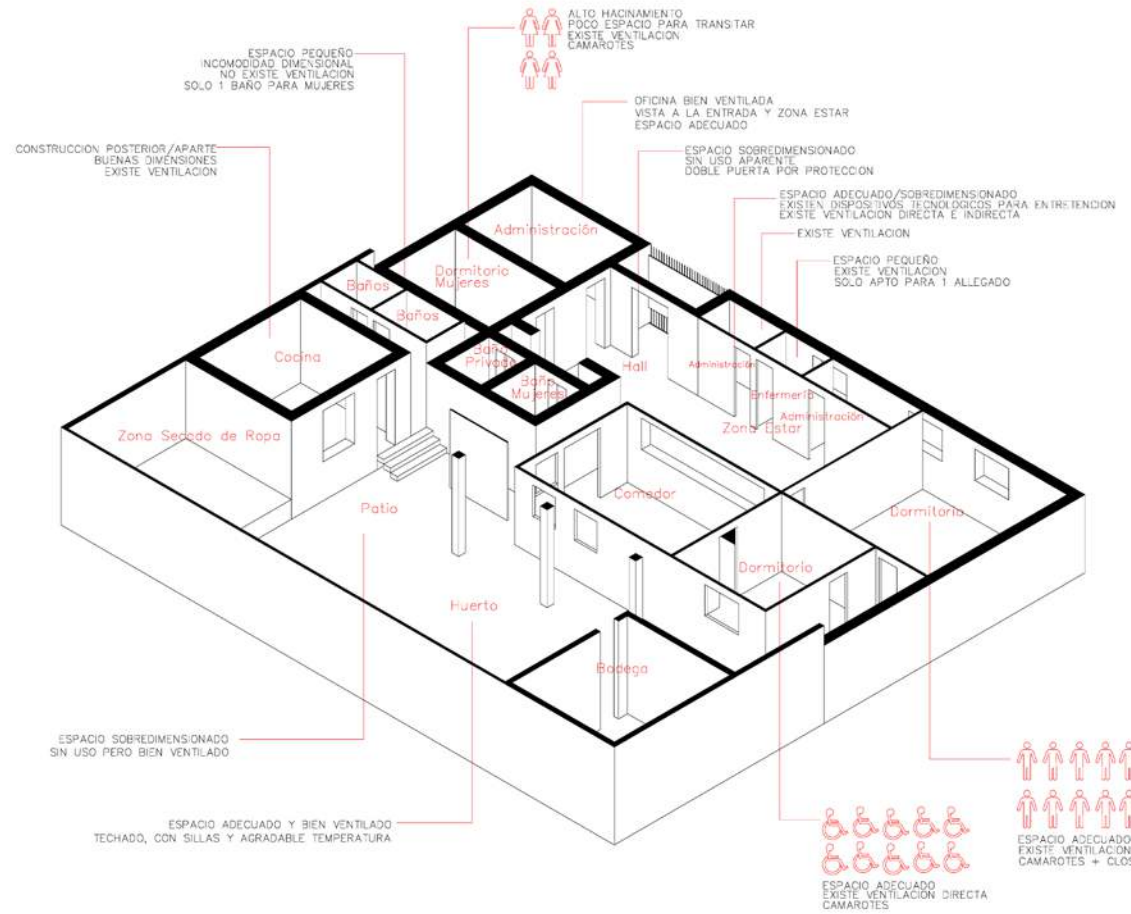 ALTO HACINAMIENTO
POCO ESPACIO PARA TRANSITAR
EXISTE VENTILACION
CAMAROTES
ESPACIO PEQUEÑO
INCOMODIDAD DIMENSIONAL
NO EXISTE VENTILACION
SOLO 1 BAÑO PARA MUJERES
OFICINA BIEN VENTILADA
VISTA A LA ENTRADA Y ZONA ESTAR
ESPACIO ADECUADO
CONSTRUCCION POSTERIOR/APARTE
BUENAS DIMENSIONES
EXISTE VENTILACION
ESPACIO SOBREDIMENSIONADO
SIN USO APARENTE
DOBLE PUERTA POR PROTECCION
ESPACIO ADECUADO/SOBREDIMENSIONADO
EXISTEN DISPOSITIVOS TECNOLOGICOS PARA ENTRETENCION
EXISTE VENTILACION DIRECTA E INDIRECTA
EXISTE VENTILACION
ESPACIO PEQUEÑO
EXISTE VENTILACION
SOLO APTO PARA 1 ALLEGADO
Administración
Dormitorio
Mujeres
Baños
Baños
Cocina
Baño
Privado
Baño
Mujeres
Hall
Administración
Enfermería
Administración
Zona Estar
Zona Secado de Ropa
Comedor
Patio
Dormitorio
Dormitorio
Huerto
Bodega
ESPACIO SOBREDIMENSIONADO
SIN USO PERO BIEN VENTILADO
ESPACIO ADECUADO Y BIEN VENTILADO
TECHADO, CON SILLAS Y AGRADABLE TEMPERATURA
ESPACIO ADECUADO
EXISTE VENTILACION
CAMAROTES + CLOS
ESPACIO ADECUADO
EXISTE VENTILACION DIRECTA
CAMAROTES